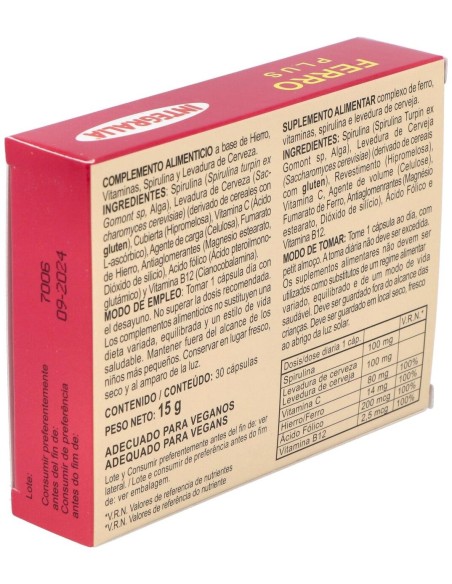 FERRO
PLUS
INTEGRALIA
COMPLEMENTO ALIMENTICIO a base de Hierro,
Vitaminas, Spirulina y Levadura de Cerveza.
INGREDIENTES: Spirulina (Spirulina turpin ex
Gomont sp, Alga), Levadura de Cerveza (Sac-
charomyces cerevisiae) (derivado de cereales con
gluten), Cubierta (Hipromelosa), Vitamina C (Ácido
L-ascórbico), Agente de carga (Celulosa), Fumarato
de Hierro, Antiaglomerantes (Magnesio estearato,
Dióxido de silicio), Ácido fólico (Ácido pteroilmono-
glutámico) y Vitamina B12 (Cianocobalamina).
MODO DE EMPLEO: Tomar 1 cápsula al día con
el desayuno. No superar la dosis recomendada.
Los complementos alimenticios no sustituyen una
dieta variada, equilibrada y un estilo de vida
saludable. Mantener fuera del alcance de los
niños más pequeños. Conservar en lugar fresco,
seco y al amparo de la luz.
CONTENIDO / CONTEÚDO: 30 cápsulas
PESO NETO: 15 g
ADECUADO PARA VEGANOS
ADEQUADO PARA VEGANS
Lote y Consumir preferentemente antes del fin de: ver
lateral. / Lote e consumir de preferência antes do fim
de: ver embalagem.
*V.R.N. Valores de referencia de nutrientes
*V.R.N. Valores de referência do nutriente
SUPLEMENTO ALIMENTAR complexo de ferro,
vitaminas, spirulina e levedura de cerveja.
INGREDIENTES: Spirulina (Spirulina Turpin ex
Gomont sp, Alga), Levedura de Cerveja
(Saccharomyces cerevisiae) (derivado de cereais
com gluten), Revestimento (Hipromelosa),
Vitamina C, Agente de volume (Celulose),
Fumarato de Ferro, Antiaglomerantes (Magnésio
estearato, Dióxido de silício), Ácido Fólico e
Vitamina B12.
MODO DE TOMAR: Tome 1 cápsula ao dia, com o
petit almoço. A toma diária não deve ser excedida.
Os suplementos alimentares não devem ser
utilizados como substitutos de um regime alimentar
variado, equilibrado e de um modo de vida
saudável. Deve ser guardado fora do alcance das
crianças. Deve ser guardado em local seco, fresco
ao abrigo da luz solar.
V.R.N.*
Dosis/dose diaria 1 cáp.
Spirulina 100 mg
Levadura de cerveza
Levedura de cerveja 100 mg
Vitamina C 80 mg 100%
Hierro/Ferro 14 mg 100%
Ácido Fólico 200 mcg 100%
Vitamina B12 2,5 mcg 100%
Lote: 7006
Consumir preferentemente
antes del fin de: 09-2024
Consumir de preferência
antes do fim de: